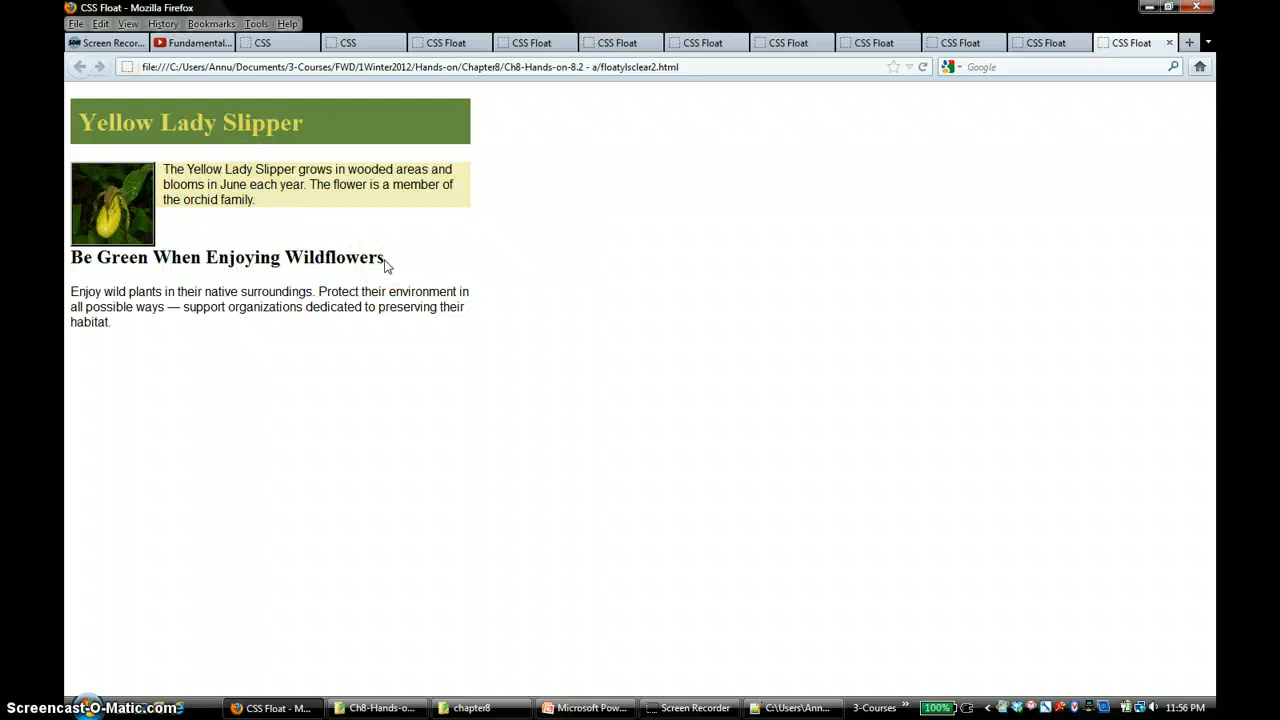 CSS Float - Mozilla Firefox
File Edit View History Bookmarks Tools Help
Screen Recor... Fundamental... CSS CSS CSS Float CSS Float CSS Float CSS Float CSS Float CSS Float CSS Float CSS Float CSS Float
file:///C:/Users/Annu/Documents/3-Courses/FWD/1Winter2012/Hands-on/Chapter8/Ch8-Hands-on-8.2 - a/floatylsclear2.html Google
Yellow Lady Slipper
The Yellow Lady Slipper grows in wooded areas and
blooms in June each year. The flower is a member of
the orchid family.
Be Green When Enjoying Wildflowers
Enjoy wild plants in their native surroundings. Protect their environment in
all possible ways — support organizations dedicated to preserving their
habitat.
Screencast-O-Matic.com CSS Float - M... Ch8-Hands-o... chapter8 Microsoft Pow... Screen Recorder C:\Users\Ann... 3-Courses » 100% 11:56 PM